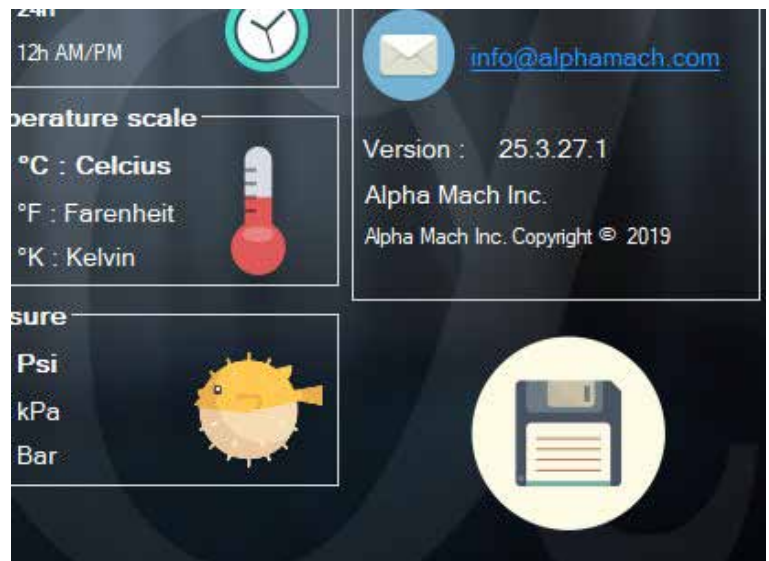 24h
12h AM/PM
info@alphamach.com
perature scale
°C : Celcius
°F : Farenheit
°K : Kelvin
Version : 25.3.27.1
Alpha Mach Inc.
Alpha Mach Inc. Copyright © 2019
sure
Psi
kPa
Bar